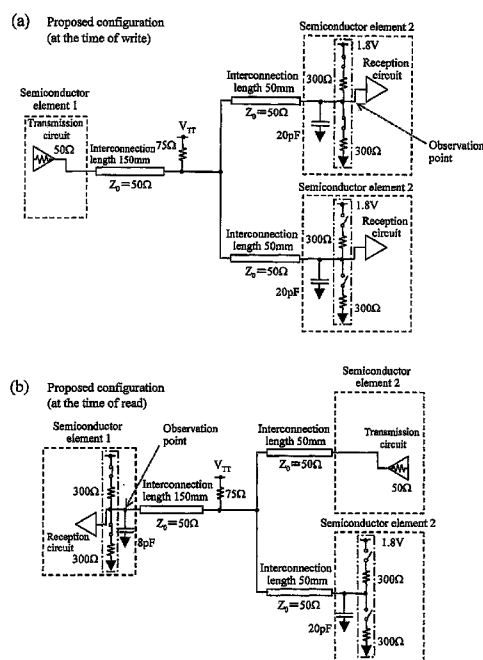 (a) Proposed configuration
(at the time of write)
Semiconductor
element 1
Transmission
circuit
50Ω
Interconnection
length 150mm
Z₀=50Ω
V_TT
75Ω
Interconnection
length 50mm
Z₀=50Ω
20pF
Semiconductor element 2
1.8V
300Ω
Reception
circuit
300Ω
Observation
point
Semiconductor element 2
1.8V
Interconnection
length 50mm
300Ω
Reception
circuit
Z₀=50Ω
20pF
300Ω
(b) Proposed configuration
(at the time of read)
Semiconductor
element 1
Observation
point
300Ω
Reception
circuit
300Ω
8pF
Interconnection
length 150mm
Z₀=50Ω
V_TT
75Ω
Interconnection
length 50mm
Z₀=50Ω
Semiconductor
element 2
Transmission
circuit
50Ω
Semiconductor element 2
1.8V
Interconnection
length 50mm
300Ω
Z₀=50Ω
20pF
300Ω